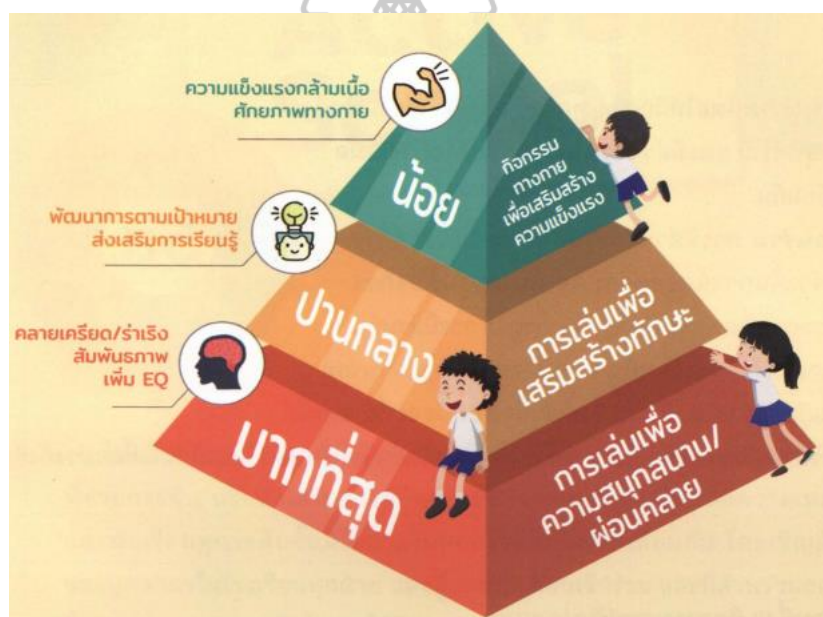 ความแข็งแรงกล้ามเนื้อ
ศักยภาพทางกาย
น้อย
กิจกรรม
ทางกาย
เพื่อเสริมสร้าง
ความแข็งแรง
พัฒนาการตามเป้าหมาย
ส่งเสริมการเรียนรู้
ปานกลาง
การเล่นเพื่อ
เสริมสร้างทักษะ
คลายเครียด/ร่าเริง
สัมพันธภาพ
เพิ่ม EQ
มากที่สุด
การเล่นเพื่อ
ความสนุกสนาน/
ผ่อนคลาย